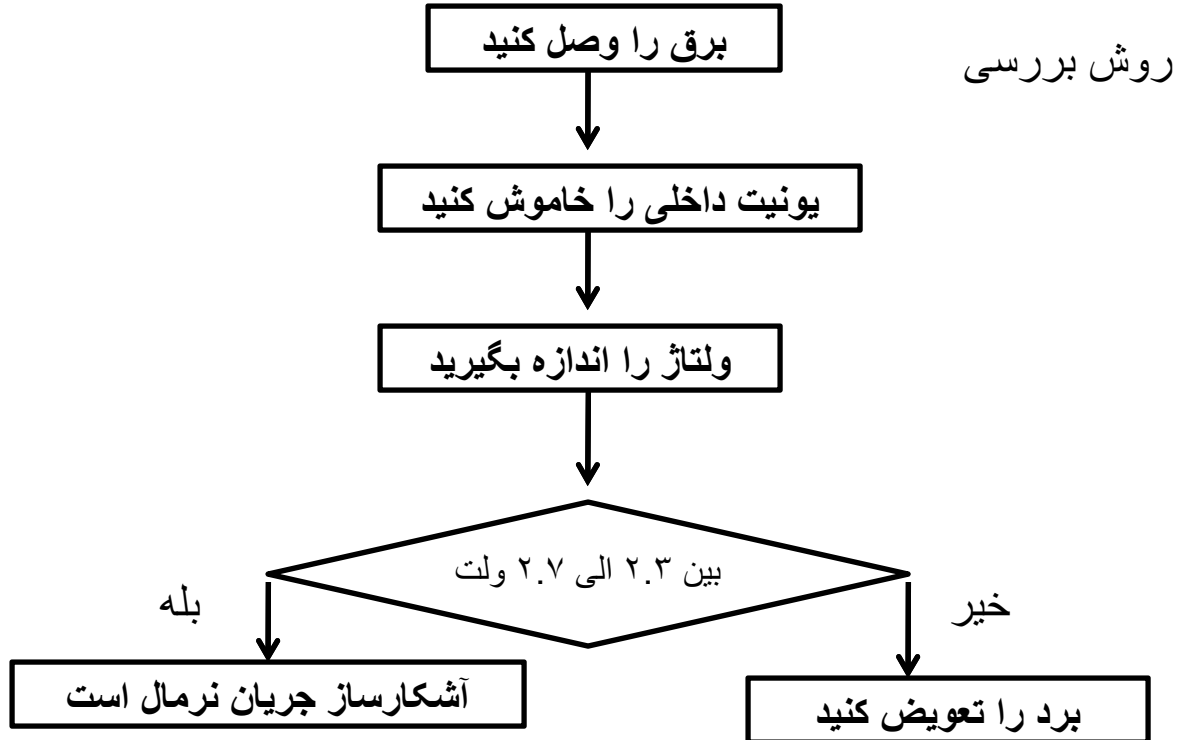 روش بررسی
برق را وصل کنید
یونیت داخلی را خاموش کنید
ولتاژ را اندازه بگیرید
بین ۲.۳ الی ۲.۷ ولت
خیر
بله
برد را تعویض کنید
آشکارساز جریان نرمال است